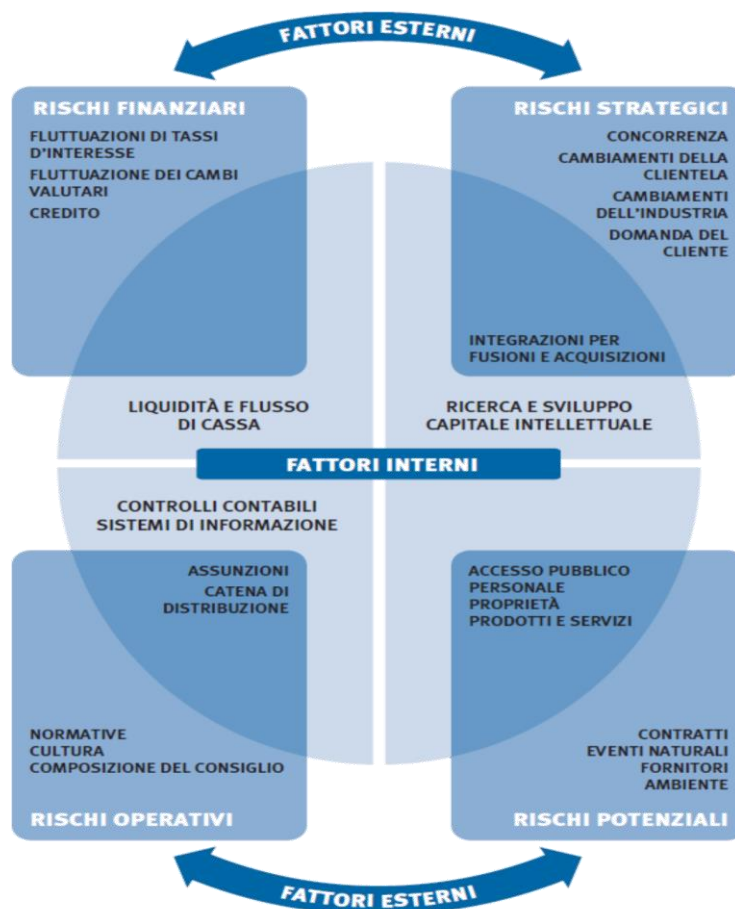 FATTORI ESTERNI
RISCHI FINANZIARI
FLUTTUAZIONI DI TASSI
D'INTERESSE
FLUTTUAZIONE DEI CAMBI
VALUTARI
CREDITO
RISCHI STRATEGICI
CONCORRENZA
CAMBIAMENTI DELLA
CLIENTELA
CAMBIAMENTI
DELL'INDUSTRIA
DOMANDA DEL
CLIENTE
INTEGRAZIONI PER
FUSIONI E ACQUISIZIONI
LIQUIDITÀ E FLUSSO
DI CASSA
RICERCA E SVILUPPO
CAPITALE INTELLETTUALE
FATTORI INTERNI
CONTROLLI CONTABILI
SISTEMI DI INFORMAZIONE
ASSUNZIONI
CATENA DI
DISTRIBUZIONE
NORMATIVE
CULTURA
COMPOSIZIONE DEL CONSIGLIO
RISCHI OPERATIVI
ACCESSO PUBBLICO
PERSONALE
PROPRIETÀ
PRODOTTI E SERVIZI
CONTRATTI
EVENTI NATURALI
FORNITORI
AMBIENTE
RISCHI POTENZIALI
FATTORI ESTERNI